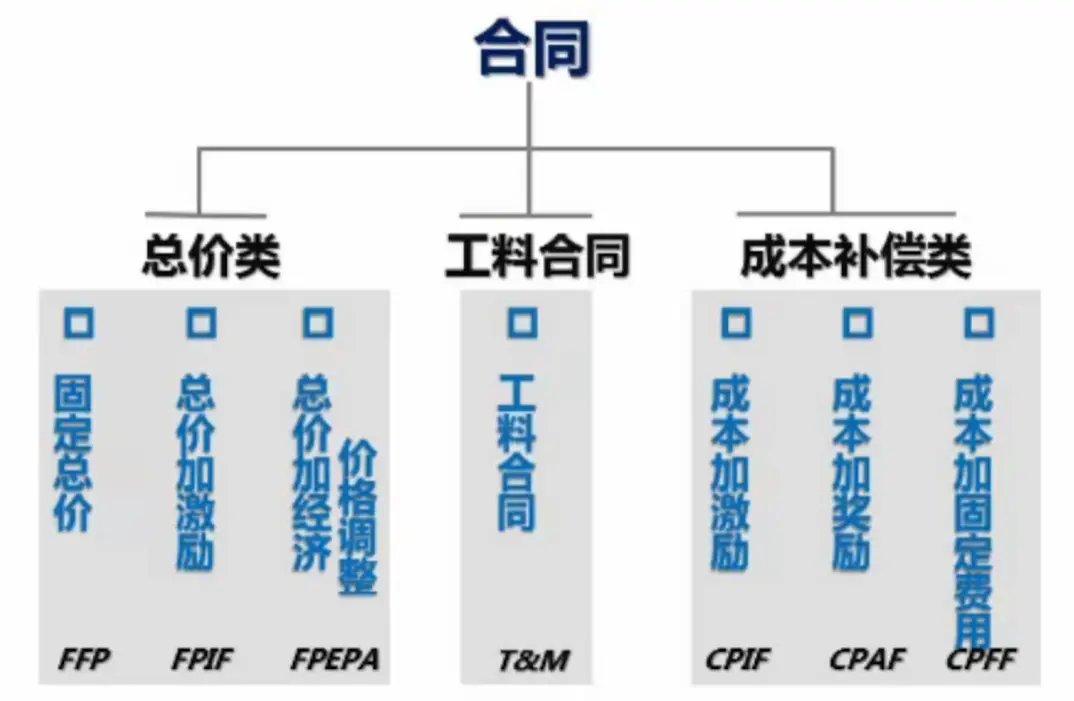 合同
总价类
工料合同
成本补偿类
固定总价
总价加激励
总价加经济
价格调整
工料合同
成本加激励
成本加奖励
成本加固定费用
FFP
FPIF
FPEPA
T&M
CPIF
CPAF
CPFF